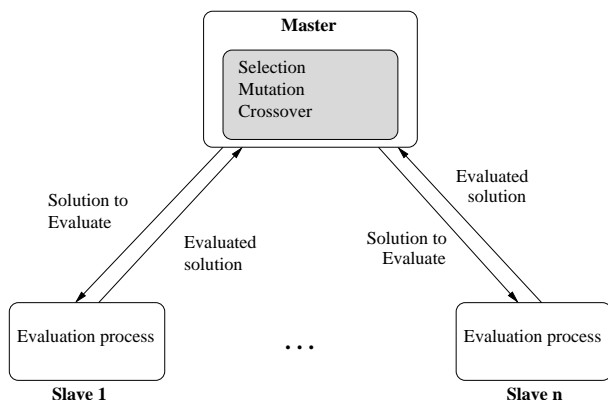 Master
Selection
Mutation
Crossover
Solution to
Evaluate
Evaluated
solution
Solution to
Evaluate
Evaluated
solution
Evaluation process
...
Evaluation process
Slave 1
Slave n